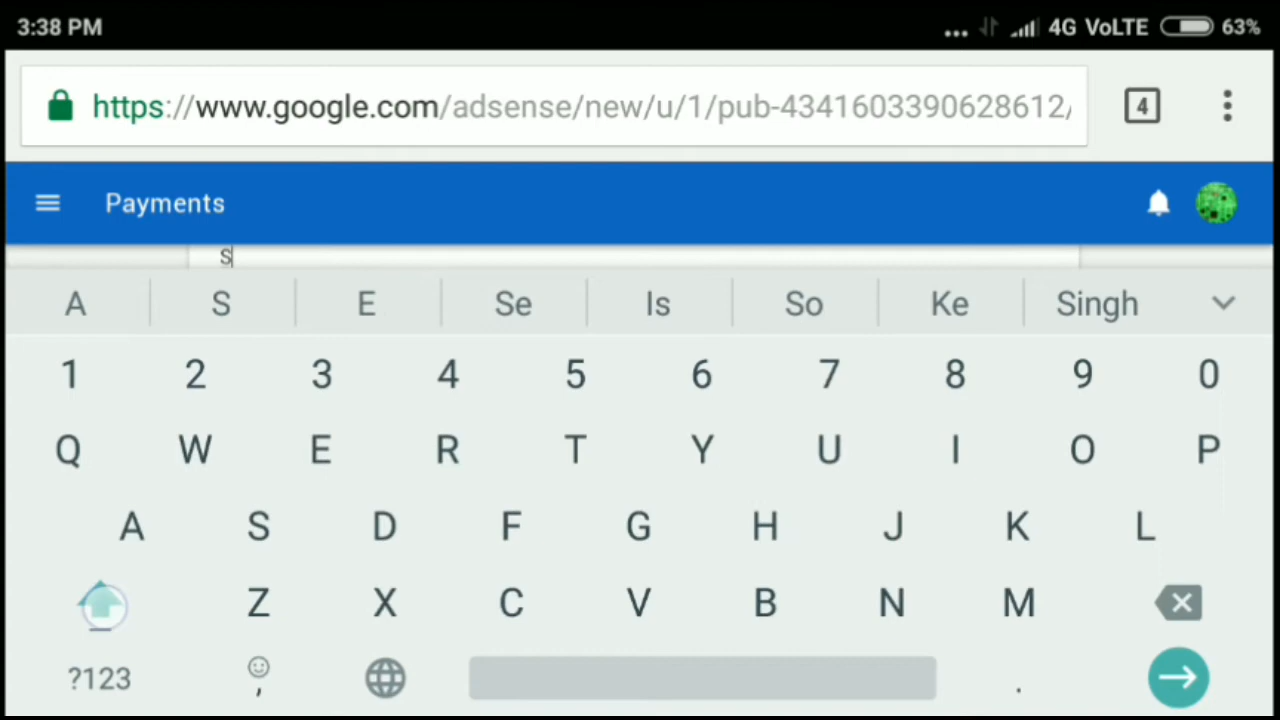 3:38 PM ... 4G VoLTE 63%
https://www.google.com/adsense/new/u/1/pub-4341603390628612/ 4
Payments
S
A S E Se Is So Ke Singh
1 2 3 4 5 6 7 8 9 0
Q W E R T Y U I O P
A S D F G H J K L
Z X C V B N M
?123 , .